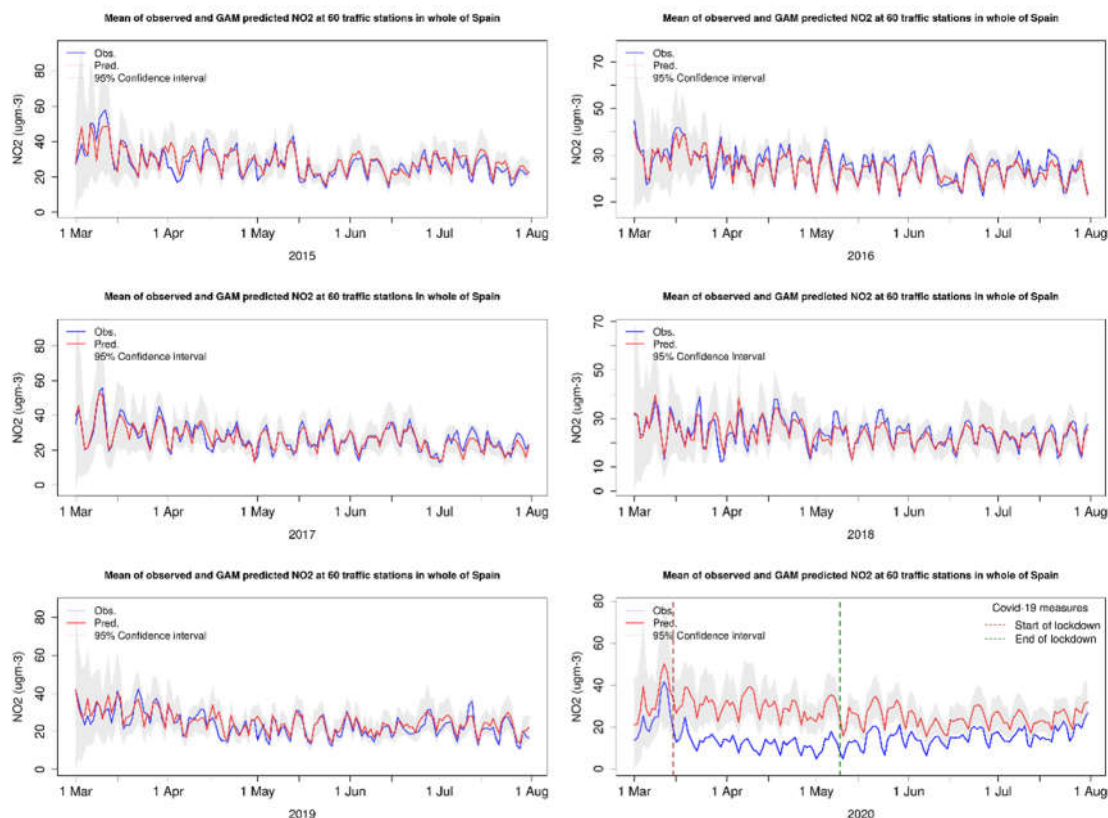 Mean of observed and GAM predicted NO2 at 60 traffic stations in whole of Spain
Obs.
Pred.
95% Confidence interval
NO2 (ugm-3)
80
60
40
20
0
1 Mar 1 Apr 1 May 1 Jun 1 Jul 1 Aug
2015
Mean of observed and GAM predicted NO2 at 60 traffic stations in whole of Spain
Obs.
Pred.
95% Confidence interval
NO2 (ugm-3)
70
50
30
10
1 Mar 1 Apr 1 May 1 Jun 1 Jul 1 Aug
2016
Mean of observed and GAM predicted NO2 at 60 traffic stations in whole of Spain
Obs.
Pred.
95% Confidence interval
NO2 (ugm-3)
80
60
40
20
0
1 Mar 1 Apr 1 May 1 Jun 1 Jul 1 Aug
2017
Mean of observed and GAM predicted NO2 at 60 traffic stations in whole of Spain
Obs.
Pred.
95% Confidence interval
NO2 (ugm-3)
70
50
30
10
0
1 Mar 1 Apr 1 May 1 Jun 1 Jul 1 Aug
2018
Mean of observed and GAM predicted NO2 at 60 traffic stations in whole of Spain
Obs.
Pred.
95% Confidence interval
NO2 (ugm-3)
80
60
40
20
0
1 Mar 1 Apr 1 May 1 Jun 1 Jul 1 Aug
2019
Mean of observed and GAM predicted NO2 at 60 traffic stations in whole of Spain
Obs.
Pred.
95% Confidence interval
Covid-19 measures
Start of lockdown
End of lockdown
NO2 (ugm-3)
80
60
40
20
0
1 Mar 1 Apr 1 May 1 Jun 1 Jul 1 Aug
2020